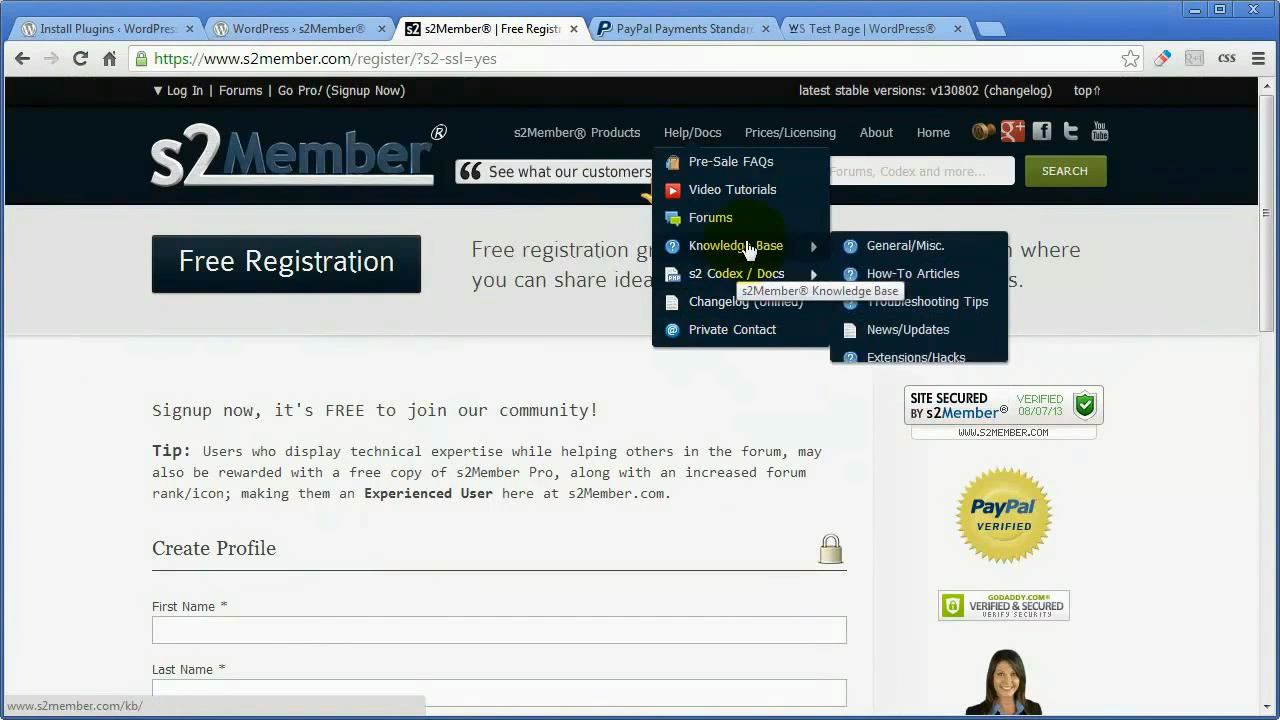 Install Plugins ‹ WordPress
WordPress › s2Member®
s2Member® | Free Registr
PayPal Payments Standard
WS Test Page | WordPress®
https://www.s2member.com/register/?s2-ssl=yes
css
▼ Log In | Forums | Go Pro! (Signup Now)
latest stable versions: v130802 (changelog)
top⇑
s2Member®
s2Member® Products
Help/Docs
Prices/Licensing
About
Home
You Tube
See what our customers
Forums, Codex and more...
SEARCH
Pre-Sale FAQs
Video Tutorials
Forums
Knowledge Base
s2 Codex / Docs
Changelog (unified)
Private Contact
s2Member® Knowledge Base
General/Misc.
How-To Articles
Troubleshooting Tips
News/Updates
Extensions/Hacks
Free Registration
Free registration gr
where
you can share idea
s.
Signup now, it's FREE to join our community!
Tip: Users who display technical expertise while helping others in the forum, may
also be rewarded with a free copy of s2Member Pro, along with an increased forum
rank/icon; making them an Experienced User here at s2Member.com.
Create Profile
First Name *
Last Name *
SITE SECURED
BY s2Member®
VERIFIED
08/07/13
WWW.S2MEMBER.COM
PayPal
VERIFIED
GODADDY.COM®
VERIFIED & SECURED
VERIFY SECURITY
www.s2member.com/kb/